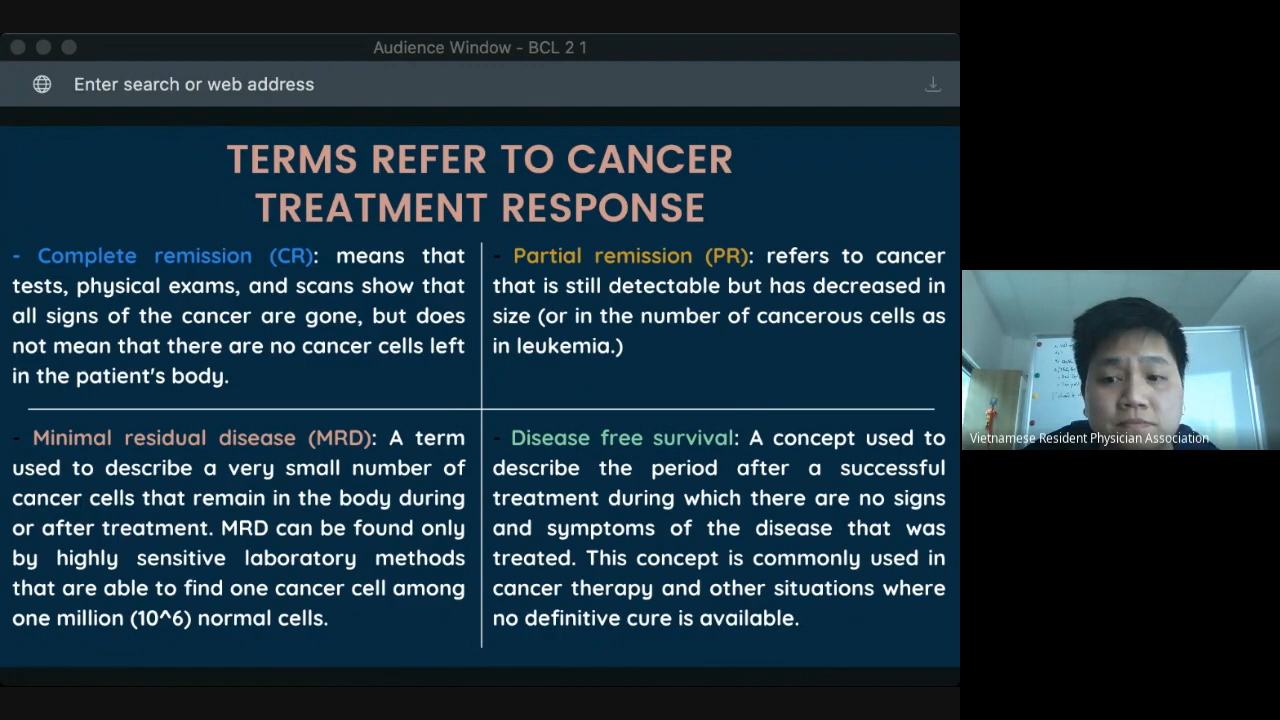 Audience Window - BCL 2 1
Enter search or web address
TERMS REFER TO CANCER
TREATMENT RESPONSE
- Complete remission (CR): means that
tests, physical exams, and scans show that
all signs of the cancer are gone, but does
not mean that there are no cancer cells left
in the patient's body.
- Partial remission (PR): refers to cancer
that is still detectable but has decreased in
size (or in the number of cancerous cells as
in leukemia.)
- Minimal residual disease (MRD): A term
used to describe a very small number of
cancer cells that remain in the body during
or after treatment. MRD can be found only
by highly sensitive laboratory methods
that are able to find one cancer cell among
one million (10^6) normal cells.
- Disease free survival: A concept used to
describe the period after a successful
treatment during which there are no signs
and symptoms of the disease that was
treated. This concept is commonly used in
cancer therapy and other situations where
no definitive cure is available.
Vietnamese Resident Physician Association